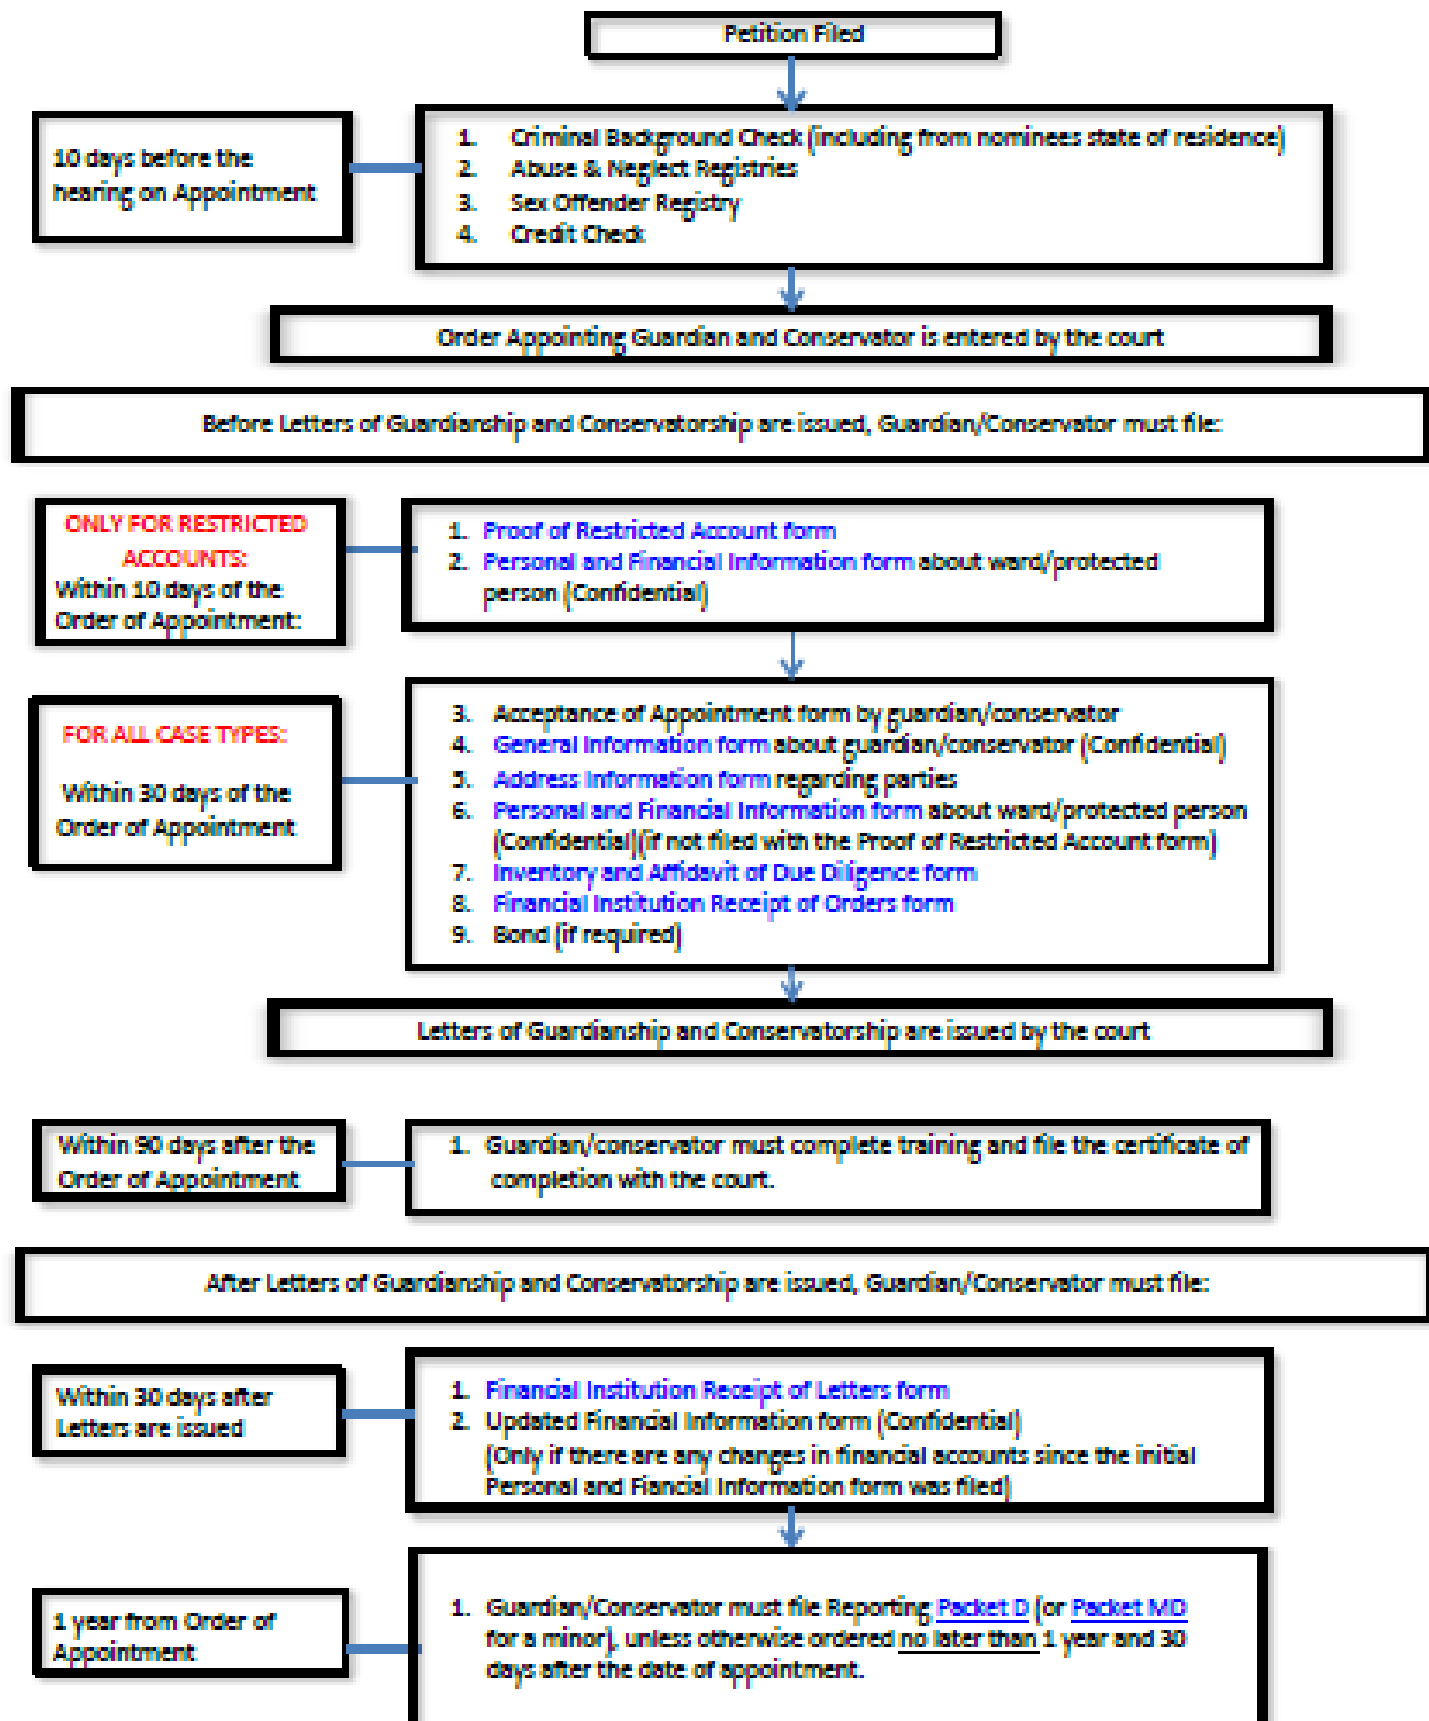 Petition Filed
10 days before the
hearing on Appointment
1. Criminal Background Check (including from nominees state of residence)
2. Abuse & Neglect Registries
3. Sex Offender Registry
4. Credit Check
Order Appointing Guardian and Conservator is entered by the court
Before Letters of Guardianship and Conservatorship are issued, Guardian/Conservator must file:
ONLY FOR RESTRICTED
ACCOUNTS:
Within 10 days of the
Order of Appointment:
1. Proof of Restricted Account form
2. Personal and Financial Information form about ward/protected
person (Confidential)
FOR ALL CASE TYPES:
Within 30 days of the
Order of Appointment
3. Acceptance of Appointment form by guardian/conservator
4. General Information form about guardian/conservator (Confidential)
5. Address Information form regarding parties
6. Personal and Financial Information form about ward/protected person
(Confidential)(if not filed with the Proof of Restricted Account form)
7. Inventory and Affidavit of Due Diligence form
8. Financial Institution Receipt of Orders form
9. Bond (if required)
Letters of Guardianship and Conservatorship are issued by the court
Within 90 days after the
Order of Appointment
1. Guardian/conservator must complete training and file the certificate of
completion with the court.
After Letters of Guardianship and Conservatorship are issued, Guardian/Conservator must file:
Within 30 days after
Letters are issued
1. Financial Institution Receipt of Letters form
2. Updated Financial Information form (Confidential)
(Only if there are any changes in financial accounts since the initial
Personal and Fiancial Information form was filed)
1 year from Order of
Appointment
1. Guardian/Conservator must file Reporting Packet D (or Packet MD
for a minor), unless otherwise ordered no later than 1 year and 30
days after the date of appointment.